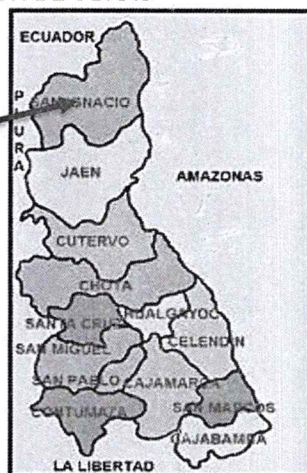 ECUADOR
PIURA
SAN IGNACIO
JAEN
AMAZONAS
CUTERVO
CHOTA
HUALGAYOC
SANTA CRUZ
CELENDIN
SAN MIGUEL
SAN PABLO
CAJAMARCA
CONTUMAZA
SAN MARCOS
CAJABAMBA
LA LIBERTAD